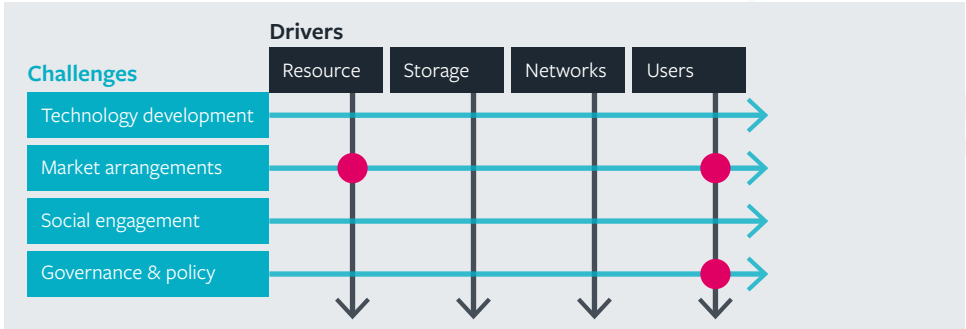 Drivers
Challenges
Resource
Storage
Networks
Users
Technology development
Market arrangements
Social engagement
Governance & policy